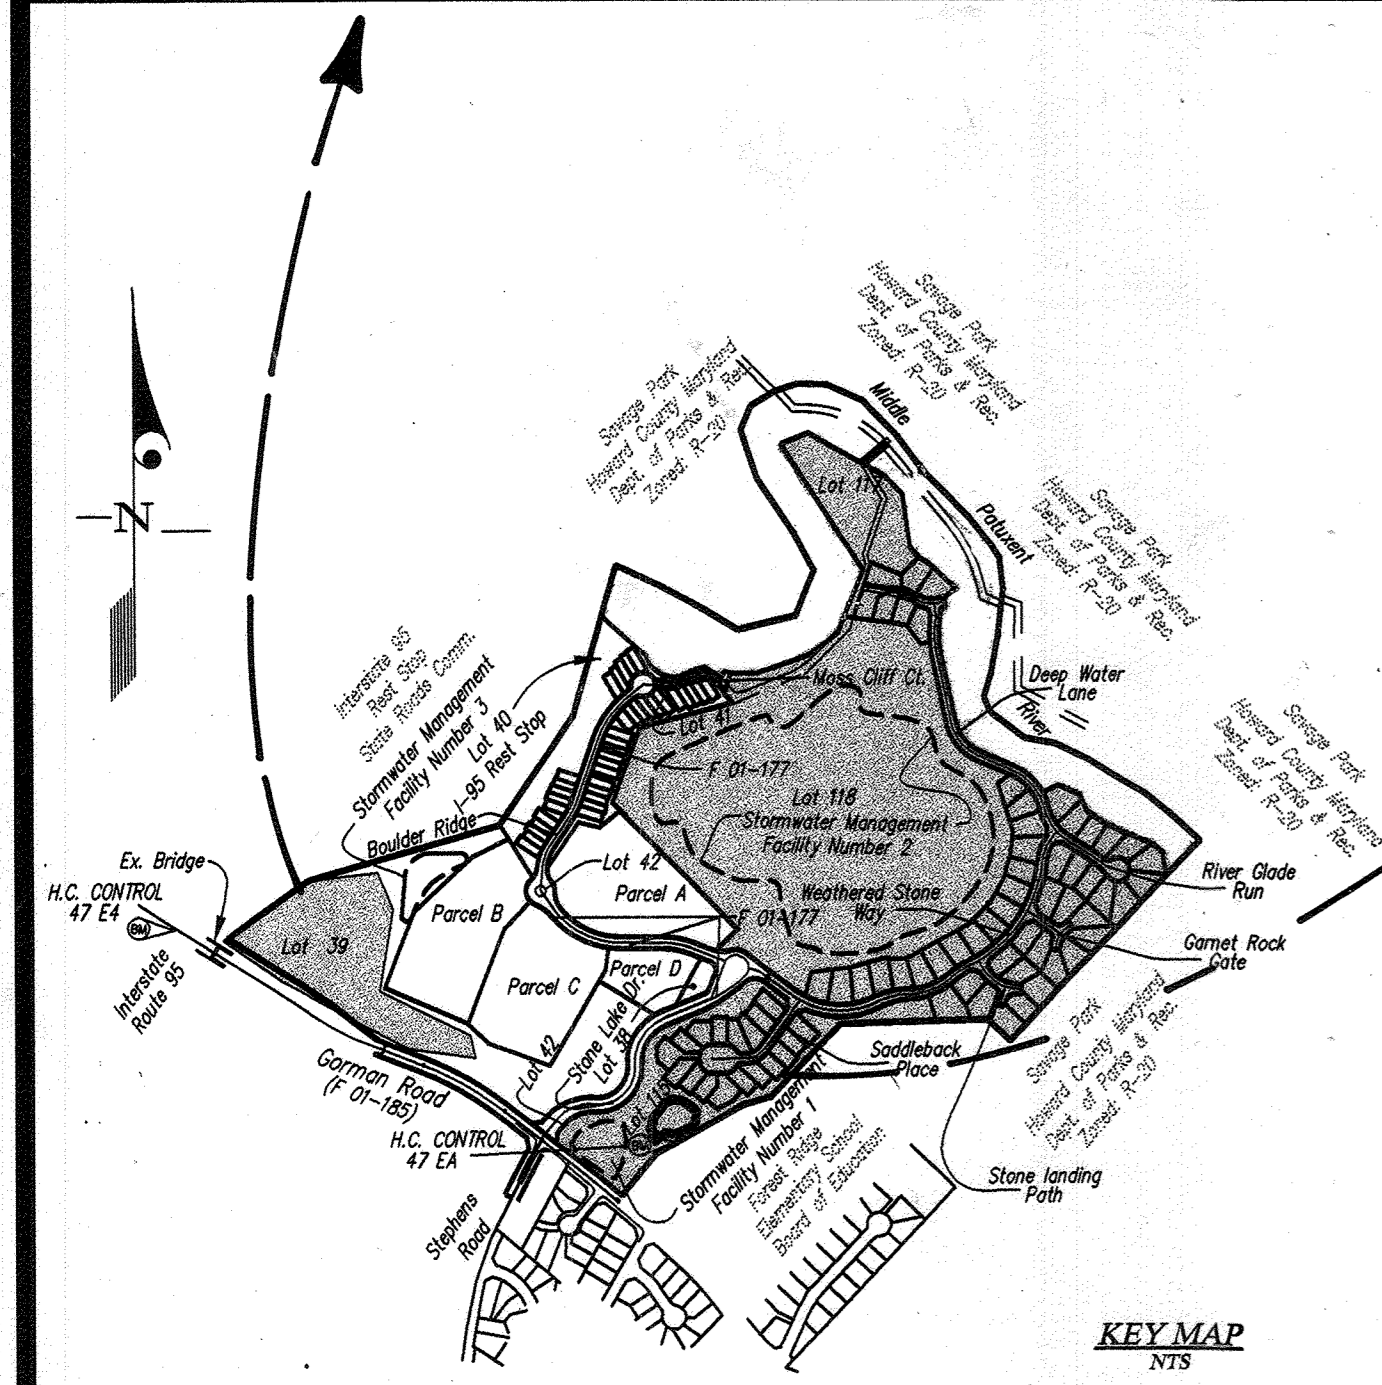 Savage Park
Howard County Maryland
Dept. of Parks & Rec.
Zoned: R-20
Savage Park
Howard County Maryland
Dept. of Parks & Rec.
Zoned: R-20
Middle
Lot 117
N
Patuxent
Savage Park
Howard County Maryland
Dept. of Parks & Rec.
Zoned: R-20
Interstate 95
Rest Stop
State Roads Comm.
Stormwater Management
Facility Number 3
Lot 40
I-95 Rest Stop
Moss Cliff Ct.
Lot 41
Deep Water
Lane
River
Savage Park
Howard County Maryland
Dept. of Parks & Rec.
Zoned: R-20
F 01-177
Lot 118
Stormwater Management
Facility Number 2
Boulder Ridge
Ex. Bridge
H.C. CONTROL
47 E4
BM
Lot 42
Parcel A
Weathered Stone
Way
River Glade
Run
Parcel B
F 01-177
Lot 39
Interstate
Route 95
Parcel C
Parcel D
Garnet Rock
Gate
Stone Lake Dr.
Lot 38
Lot 42
Gorman Road
(F 01-185)
Saddleback
Place
Savage Park
Howard County Maryland
Dept. of Parks & Rec.
Zoned: R-20
H.C. CONTROL
47 EA
Stormwater Management
Facility Number 1
Forest Ridge
Elementary School
Board of Education
Stone landing
Path
Stephens
Road
KEY MAP
NTS